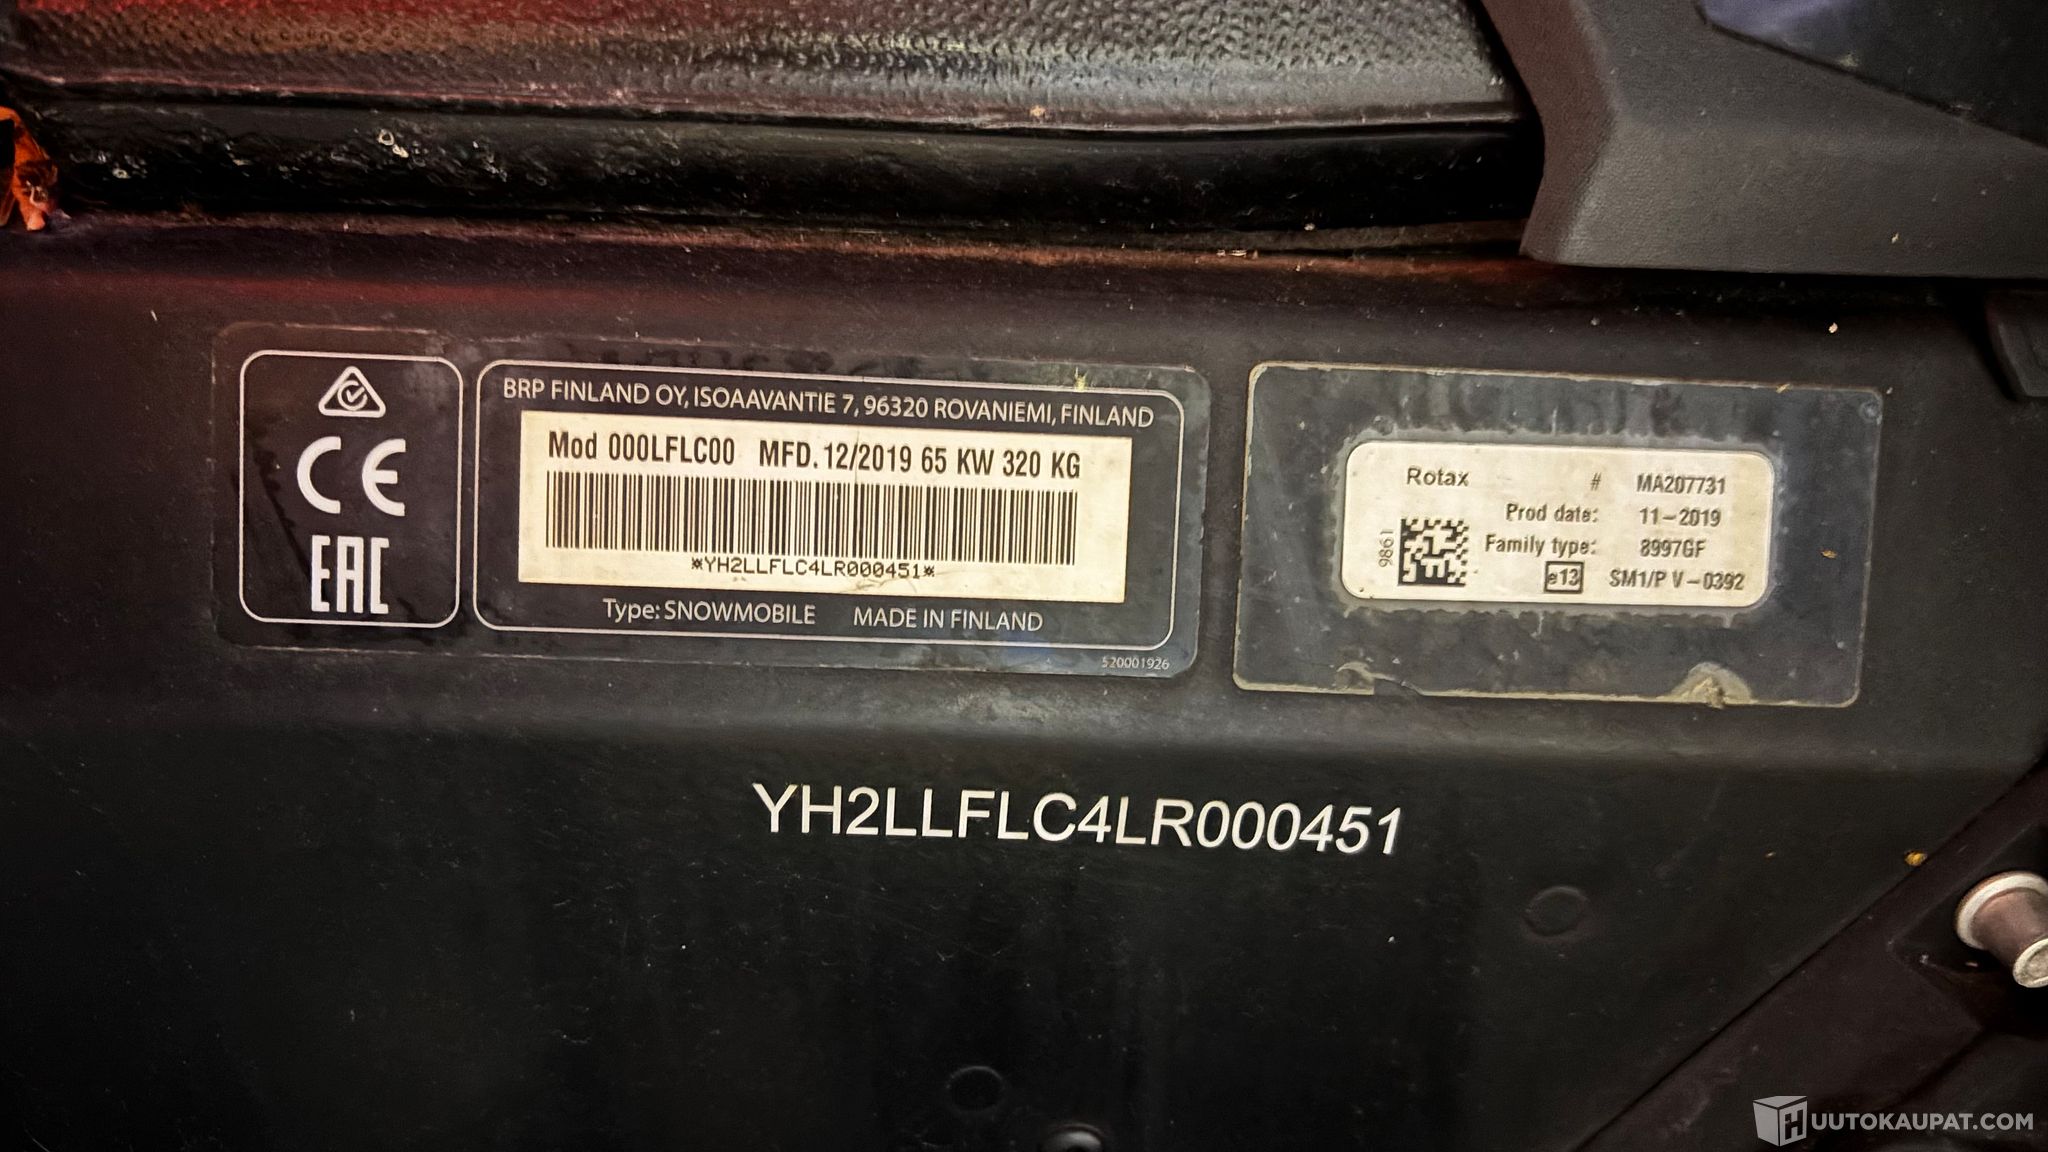 CE
EAC
BRP FINLAND OY, ISOAAVANTIE 7, 96320 ROVANIEMI, FINLAND
Mod 000LFLC00 MFD. 12/2019 65 KW 320 KG
*YH2LLFLC4LR000451*
Type: SNOWMOBILE MADE IN FINLAND
520001926
Rotax # MA207731
Prod date: 11-2019
9861
Family type: 8997GF
e13 SM1/P V-0392
YH2LLFLC4LR000451
HUUTOKAUPAT.COM